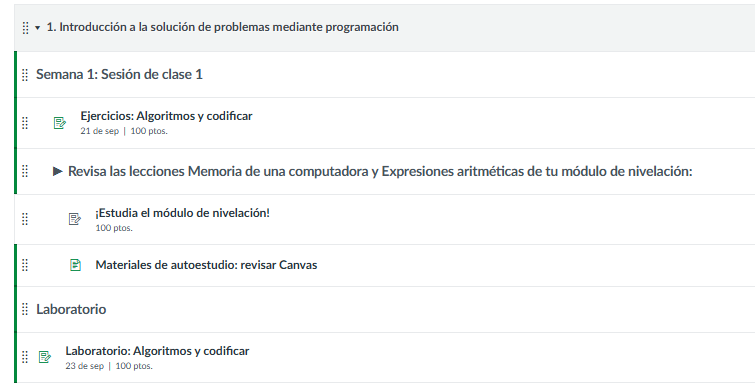 1. Introducción a la solución de problemas mediante programación
Semana 1: Sesión de clase 1
Ejercicios: Algoritmos y codificar
21 de sep | 100 ptos.
Revisa las lecciones Memoria de una computadora y Expresiones aritméticas de tu módulo de nivelación:
¡Estudia el módulo de nivelación!
100 ptos.
Materiales de autoestudio: revisar Canvas
Laboratorio
Laboratorio: Algoritmos y codificar
23 de sep | 100 ptos.